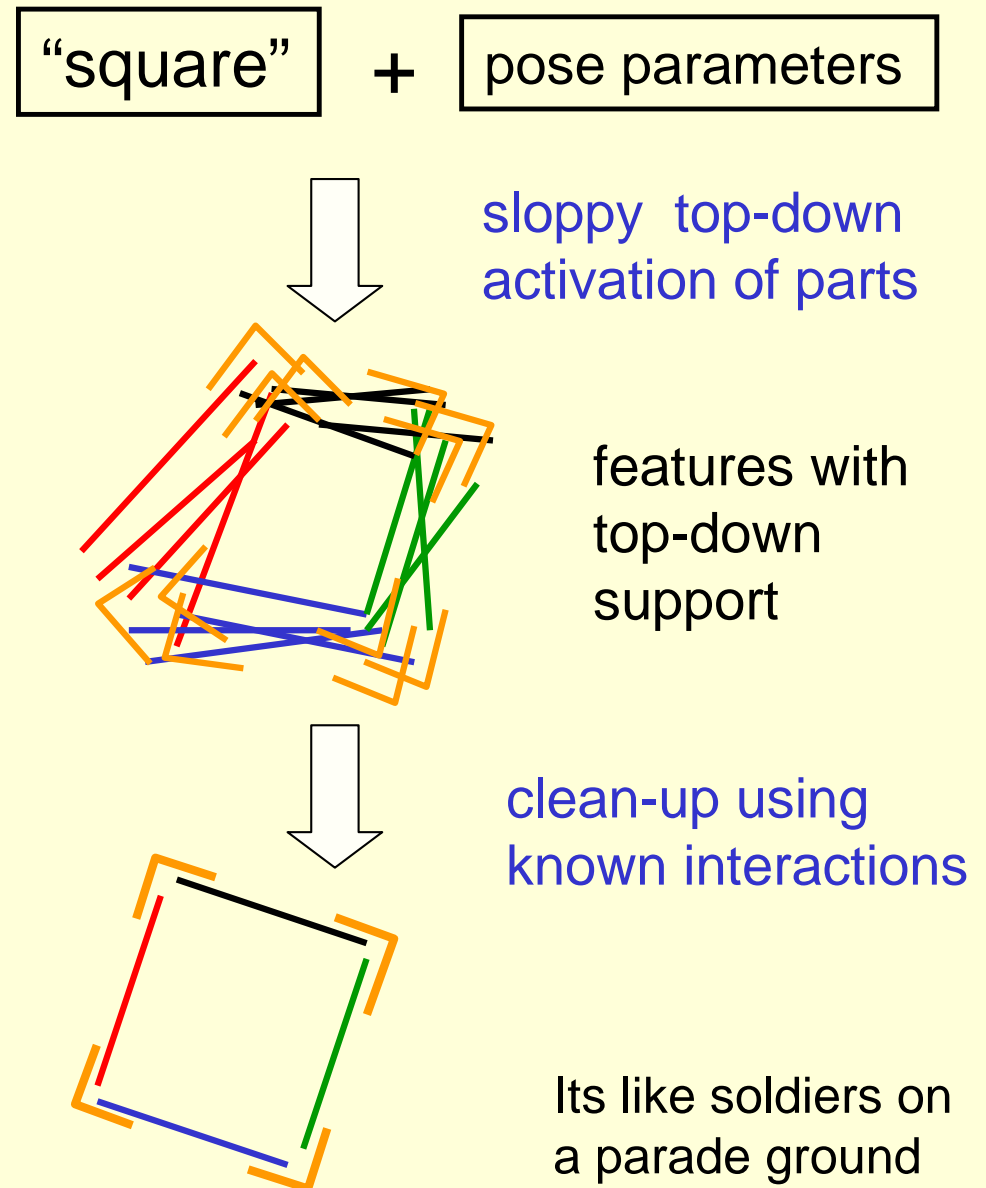 “square” + pose parameters
sloppy top-down
activation of parts
features with
top-down
support
clean-up using
known interactions
Its like soldiers on
a parade ground